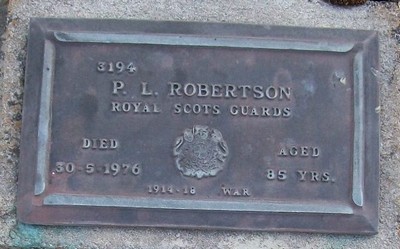 3194
P. L. ROBERTSON
ROYAL SCOTS GUARDS
DIED AGED
30-5-1976 85 YRS.
1914-18 WAR